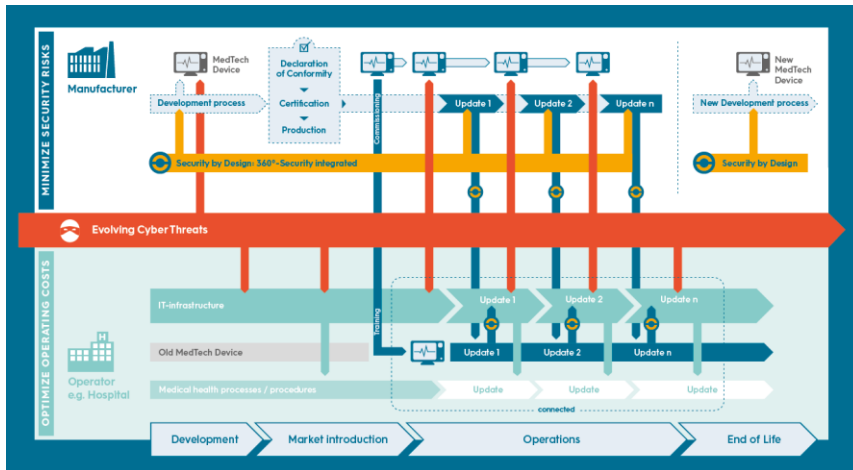 MINIMIZE SECURITY RISKS
Manufacturer
MedTech
Device
Declaration
of Conformity
Certification
Production
Development process
Commissioning
Update 1
Update 2
Update n
New
MedTech
Device
New Development process
Security by Design: 360°-Security integrated
Security by Design
Evolving Cyber Threats
OPTIMIZE OPERATING COSTS
Operator
e.g. Hospital
H
IT-infrastructure
Update 1
Update 2
Update n
Training
Old MedTech Device
Update 1
Update 2
Update n
Medical health processes / procedures
Update
Update
Update
connected
Development
Market introduction
Operations
End of Life